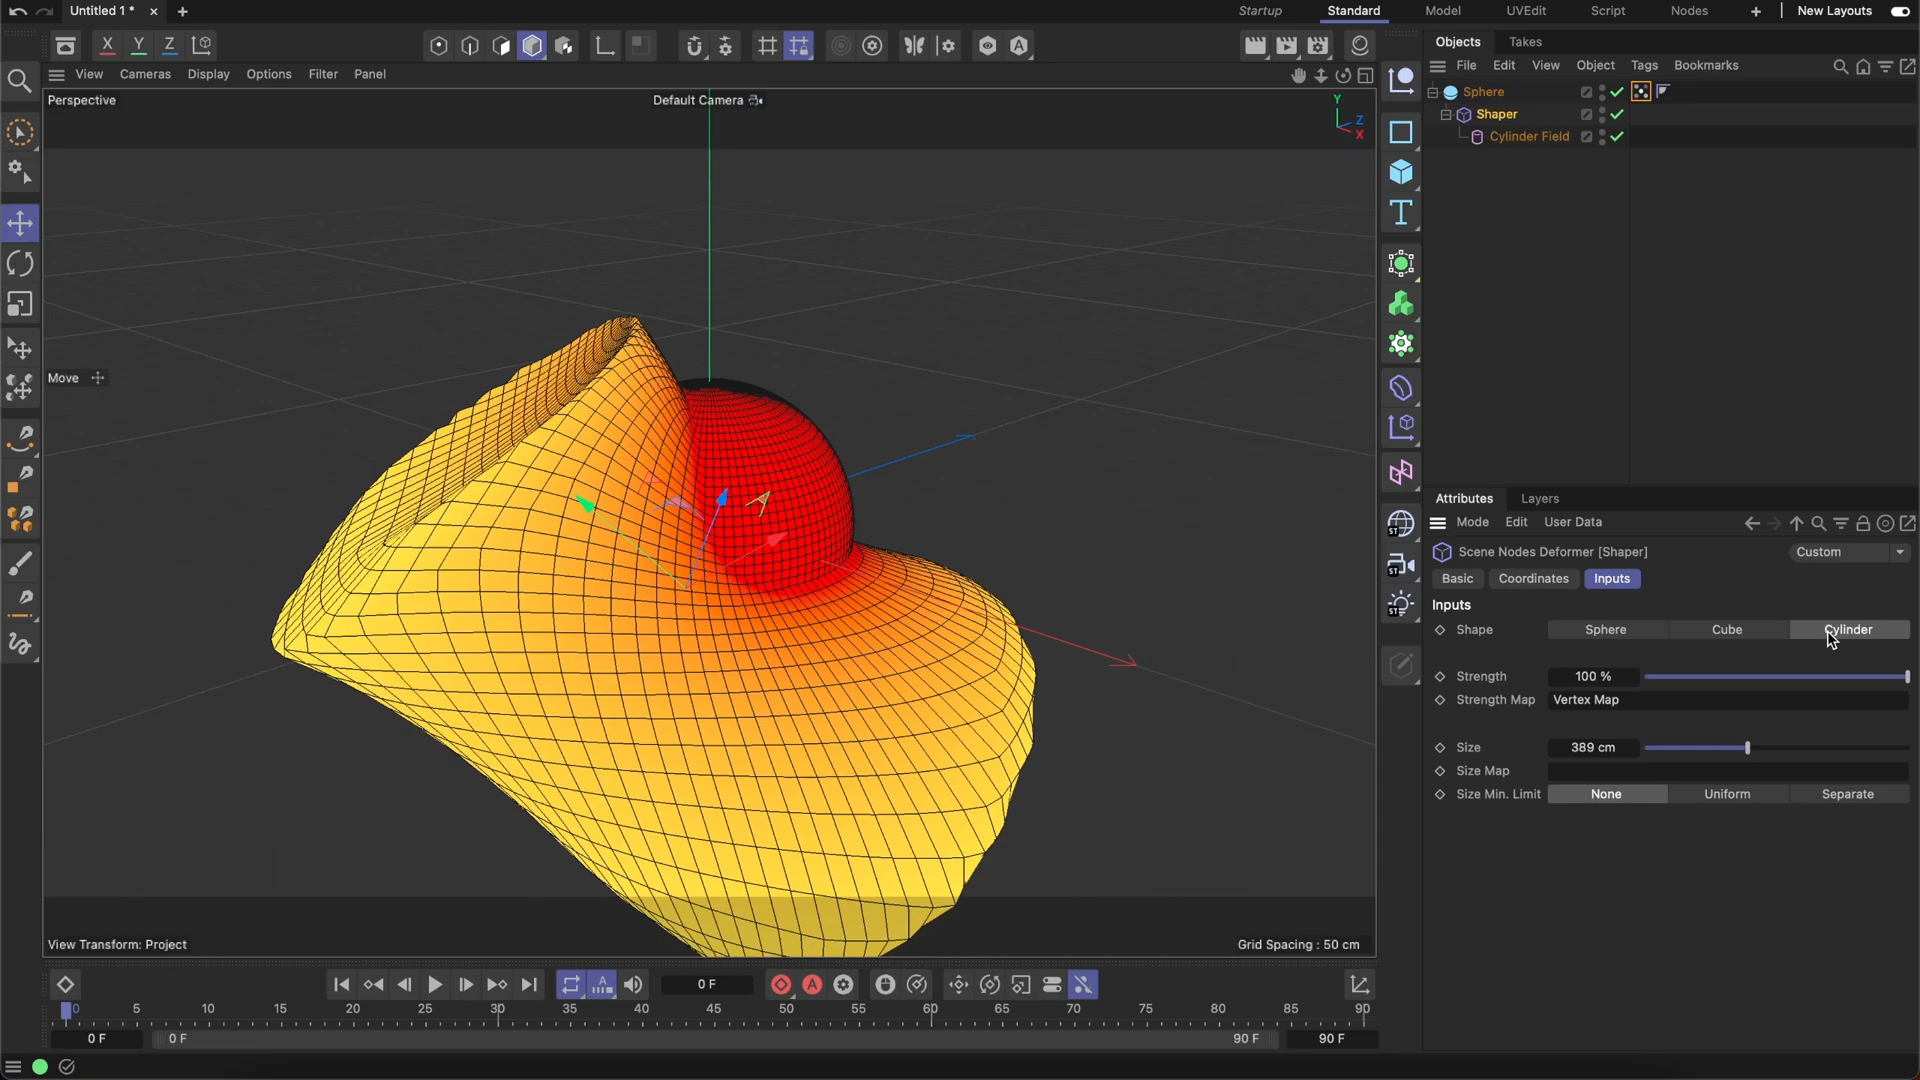 Untitled 1 *
Startup
Standard
Model
UVEdit
Script
Nodes
New Layouts
X
Y
Z
Objects
Takes
View
Cameras
Display
Options
Filter
Panel
File
Edit
View
Object
Tags
Bookmarks
Perspective
Default Camera
Y
Z
X
Sphere
Shaper
Cylinder Field
Move
Attributes
Layers
Mode
Edit
User Data
ST
Scene Nodes Deformer [Shaper]
Custom
Basic
Coordinates
Inputs
Inputs
Shape
Sphere
Cube
Cylinder
Strength
100 %
Strength Map
Vertex Map
Size
389 cm
Size Map
Size Min. Limit
None
Uniform
Separate
ST
ST
View Transform: Project
Grid Spacing : 50 cm
A
0 F
A
0
5
10
15
20
25
30
35
40
45
50
55
60
65
70
75
80
85
90
0 F
0 F
90 F
90 F